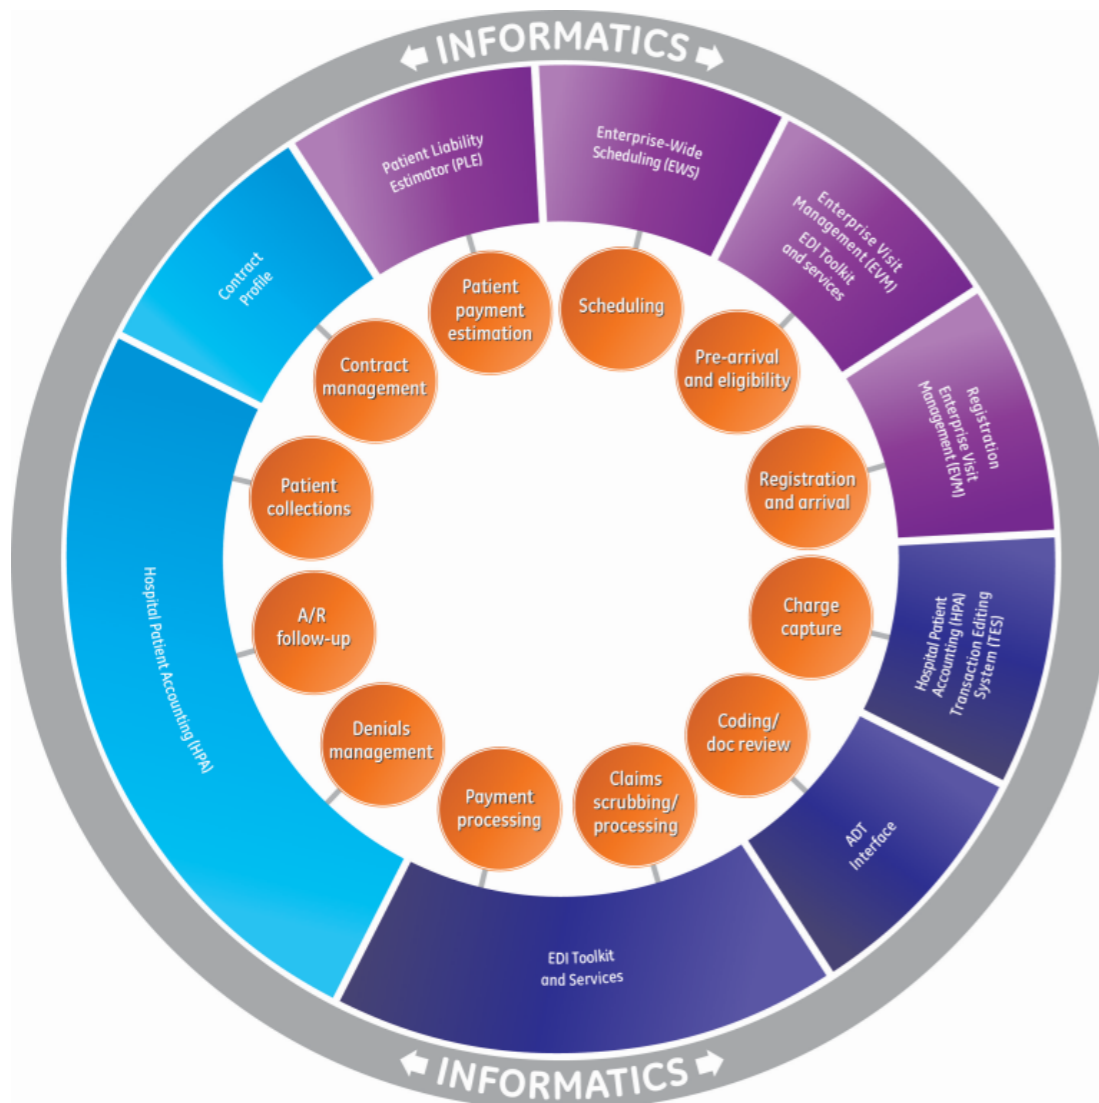 INFORMATICS
Patient Liability
Estimator (PLE)
Enterprise-Wide
Scheduling (EWS)
Enterprise Visit
Management (EVM)
EDI Toolkit
and services
Registration
Enterprise Visit
Management (EVM)
Hospital Patient
Accounting (HPA)
Transaction Editing
System (TES)
ADT
Interface
EDI Toolkit
and Services
Hospital Patient Accounting (HPA)
Contract
Profile
Patient
payment
estimation
Scheduling
Pre-arrival
and eligibility
Registration
and arrival
Charge
capture
Coding/
doc review
Claims
scrubbing/
processing
Payment
processing
Denials
management
A/R
follow-up
Patient
collections
Contract
management
INFORMATICS